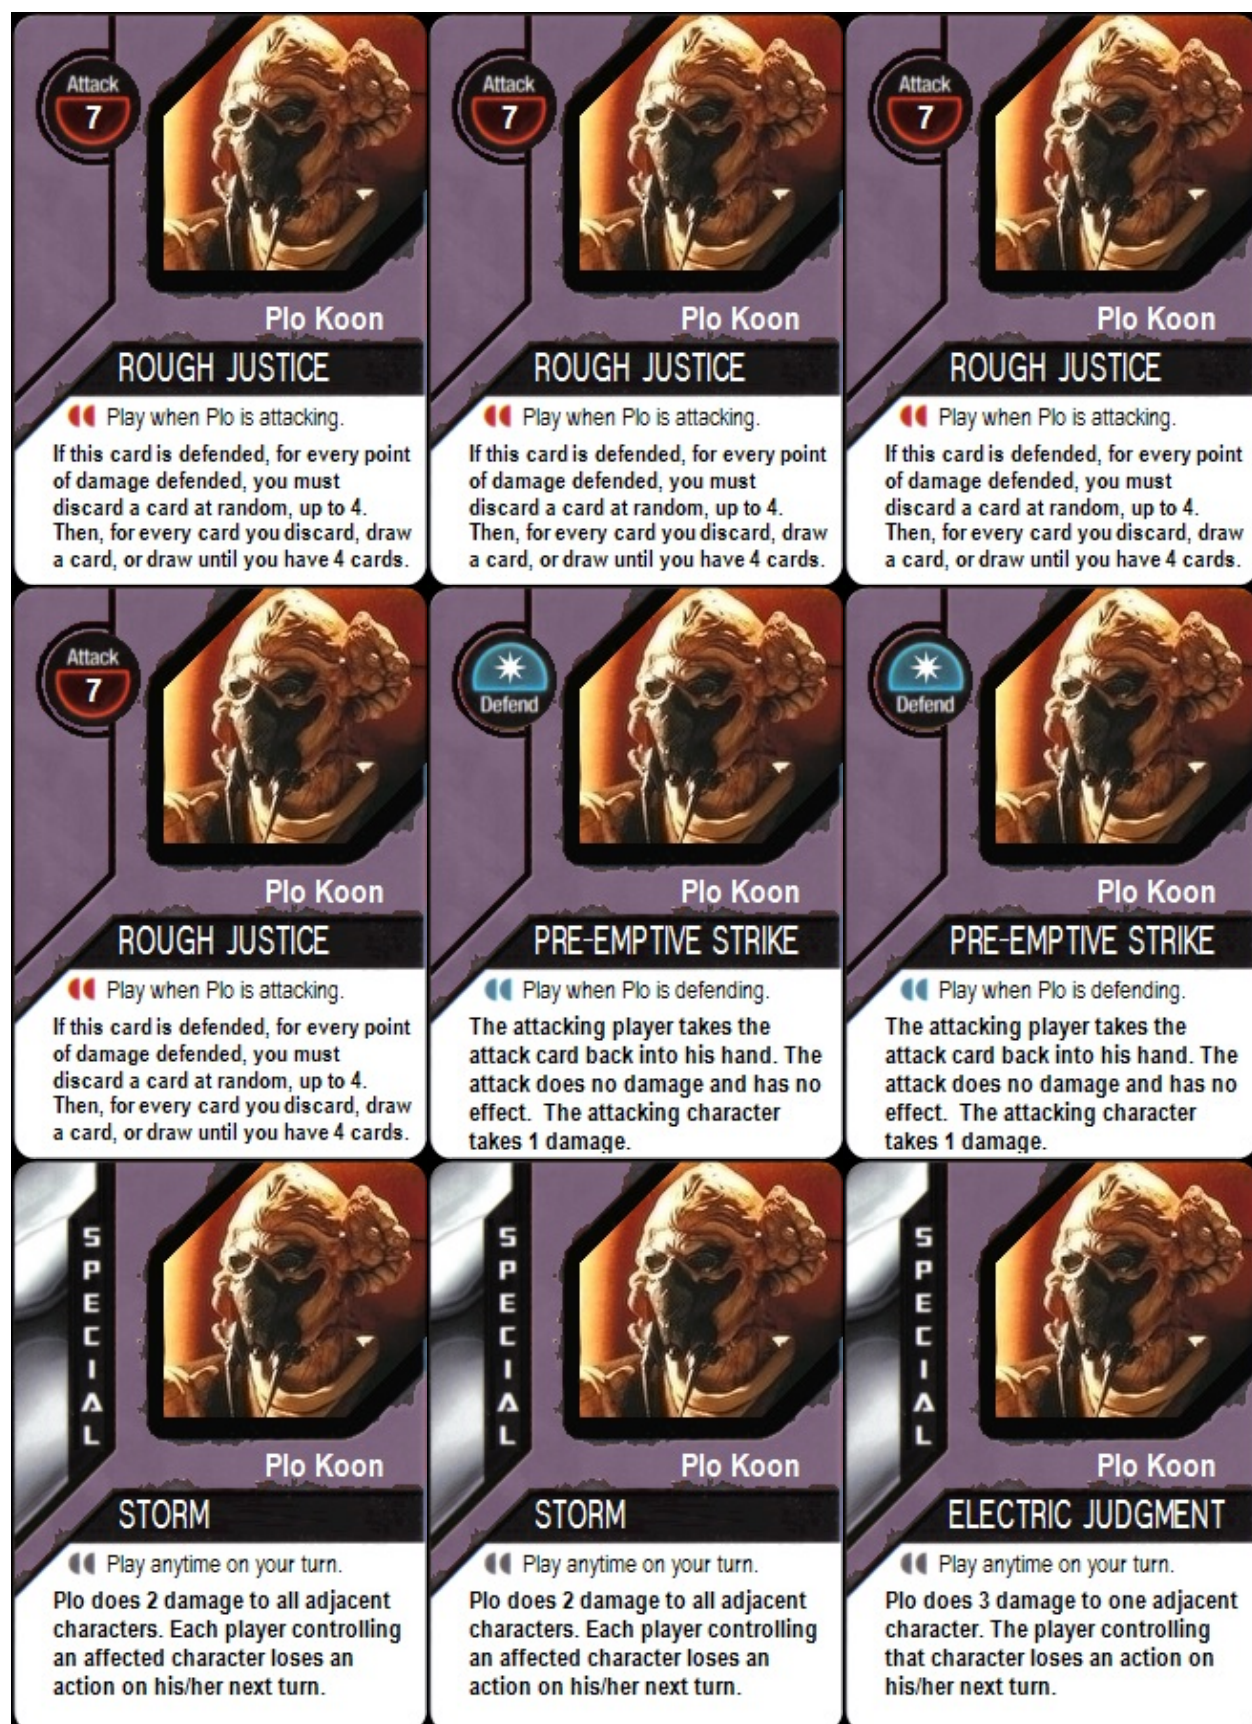 Attack
7
Plo Koon
ROUGH JUSTICE
Play when Plo is attacking.
If this card is defended, for every point
of damage defended, you must
discard a card at random, up to 4.
Then, for every card you discard, draw
a card, or draw until you have 4 cards.
Attack
7
Plo Koon
ROUGH JUSTICE
Play when Plo is attacking.
If this card is defended, for every point
of damage defended, you must
discard a card at random, up to 4.
Then, for every card you discard, draw
a card, or draw until you have 4 cards.
Attack
7
Plo Koon
ROUGH JUSTICE
Play when Plo is attacking.
If this card is defended, for every point
of damage defended, you must
discard a card at random, up to 4.
Then, for every card you discard, draw
a card, or draw until you have 4 cards.
Attack
7
Plo Koon
ROUGH JUSTICE
Play when Plo is attacking.
If this card is defended, for every point
of damage defended, you must
discard a card at random, up to 4.
Then, for every card you discard, draw
a card, or draw until you have 4 cards.
Defend
Plo Koon
PRE-EMPTIVE STRIKE
Play when Plo is defending.
The attacking player takes the
attack card back into his hand. The
attack does no damage and has no
effect. The attacking character
takes 1 damage.
Defend
Plo Koon
PRE-EMPTIVE STRIKE
Play when Plo is defending.
The attacking player takes the
attack card back into his hand. The
attack does no damage and has no
effect. The attacking character
takes 1 damage.
SPECIAL
Plo Koon
STORM
Play anytime on your turn.
Plo does 2 damage to all adjacent
characters. Each player controlling
an affected character loses an
action on his/her next turn.
SPECIAL
Plo Koon
STORM
Play anytime on your turn.
Plo does 2 damage to all adjacent
characters. Each player controlling
an affected character loses an
action on his/her next turn.
SPECIAL
Plo Koon
ELECTRIC JUDGMENT
Play anytime on your turn.
Plo does 3 damage to one adjacent
character. The player controlling
that character loses an action on
his/her next turn.